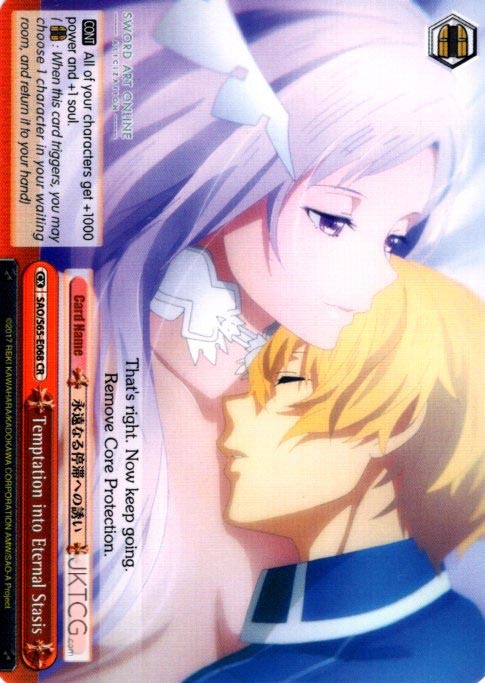 SWORD ART ONLINE
ALICIZATION
CONT All of your characters get +1000
power and +1 soul.
( : When this card triggers, you may
choose 1 character in your waiting
room, and return it to your hand)
That's right. Now keep going.
Remove Core Protection.
Card Name
永遠なる停滞への誘い
JKTCG.com
CX SAO/S65-E068 CR
Temptation into Eternal Stasis
©2017 REKI KAWAHARA/KADOKAWA CORPORATION AMW/SAO-A Project